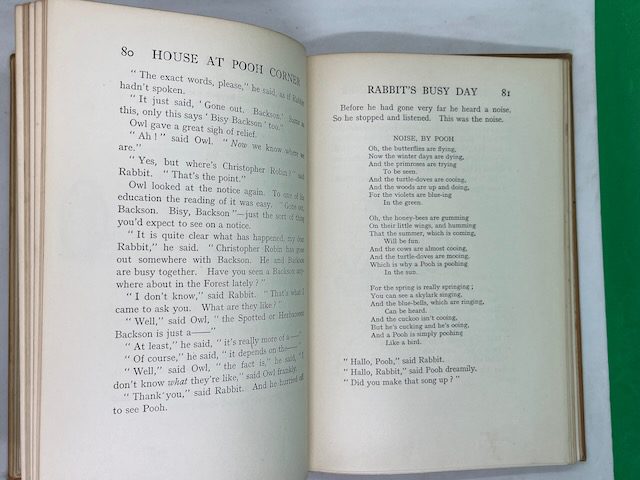 80 HOUSE AT POOH CORNER
“ The exact words, please,” he said, as if Rabbit
hadn't spoken.
“ It just said, ‘ Gone out. Backson.’ Same as
this, only this says ‘ Bisy Backson ’ too.”
Owl gave a great sigh of relief.
“ Ah ! ” said Owl. “ Now we know where we
are.”
“ Yes, but where's Christopher Robin ? ” said
Rabbit. “ That's the point.”
Owl looked at the notice again. To one of his
education the reading of it was easy. “ Gone out,
Backson. Bisy, Backson ”—just the sort of thing
you'd expect to see on a notice.
“ It is quite clear what has happened, my dear
Rabbit,” he said. “ Christopher Robin has gone
out somewhere with Backson. He and Backson
are busy together. Have you seen a Backson any-
where about in the Forest lately ? ”
“ I don't know,” said Rabbit. “ That's what I
came to ask you. What are they like ? ”
“ Well,” said Owl, “ the Spotted or Herbaceous
Backson is just a——”
“ At least,” he said, “ it's really more of a——”
“ Of course,” he said, “ it depends on the——”
“ Well,” said Owl, “ the fact is,” he said, “ I
don't know what they're like,” said Owl frankly.
“ Thank you,” said Rabbit. And he hurried off
to see Pooh.
RABBIT'S BUSY DAY 81
Before he had gone very far he heard a noise.
So he stopped and listened. This was the noise.
NOISE, BY POOH
Oh, the butterflies are flying,
Now the winter days are dying,
And the primroses are trying
To be seen.
And the turtle-doves are cooing,
And the woods are up and doing,
For the violets are blue-ing
In the green.
Oh, the honey-bees are gumming
On their little wings, and humming
That the summer, which is coming,
Will be fun.
And the cows are almost cooing,
And the turtle-doves are mooing,
Which is why a Pooh is poohing
In the sun.
For the spring is really springing ;
You can see a skylark singing,
And the blue-bells, which are ringing,
Can be heard.
And the cuckoo isn't cooing,
But he's cucking and he's ooing,
And a Pooh is simply poohing
Like a bird.
“ Hallo, Pooh,” said Rabbit.
“ Hallo, Rabbit,” said Pooh dreamily.
“ Did you make that song up ? ”